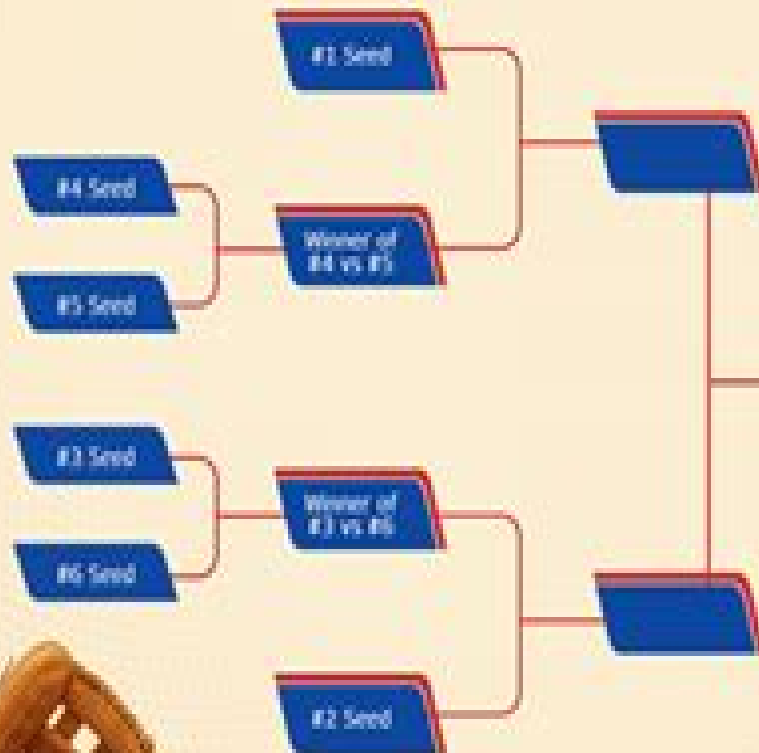 #1 Seed
#4 Seed
Winner of
#4 vs #5
#5 Seed
#3 Seed
Winner of
#3 vs #6
#6 Seed
#2 Seed